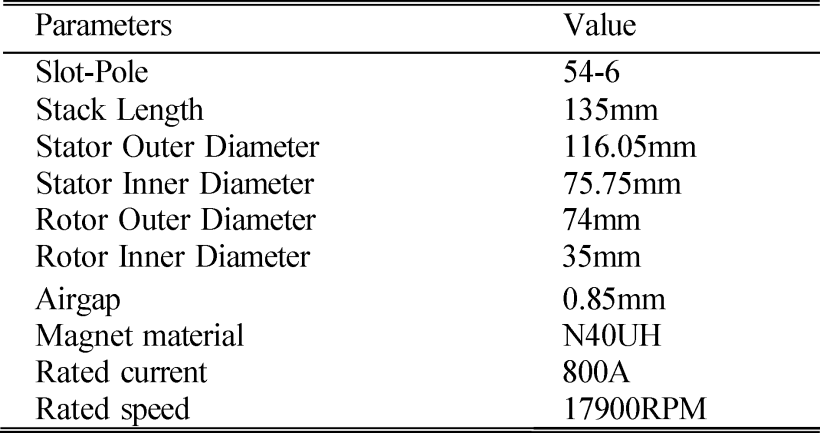 Parameters Value
Slot-Pole 54-6
Stack Length 135mm
Stator Outer Diameter 116.05mm
Stator Inner Diameter 75.75mm
Rotor Outer Diameter 74mm
Rotor Inner Diameter 35mm
Airgap 0.85mm
Magnet material N40UH
Rated current 800A
Rated speed 17900RPM